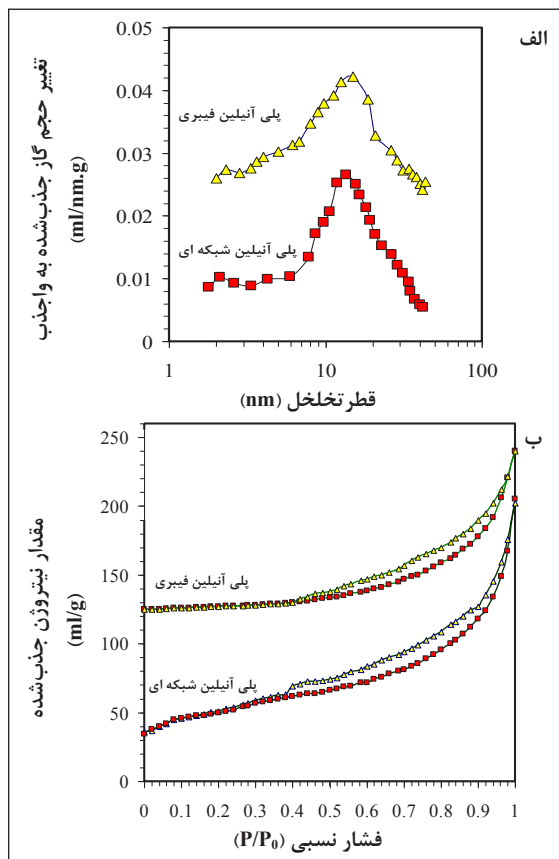 الف
تغییر حجم گاز جذب‌شده به واجذب
(ml/nm.g)
0.05
0.04
0.03
0.02
0.01
0
پلی آنیلین فیبری
پلی آنیلین شبکه ای
1
10
100
قطر تخلخل (nm)
ب
مقدار نیتروژن جذب‌شده
(ml/g)
250
200
150
100
50
0
پلی آنیلین فیبری
پلی آنیلین شبکه ای
0
0.1
0.2
0.3
0.4
0.5
0.6
0.7
0.8
0.9
1
فشار نسبی (P/P₀)